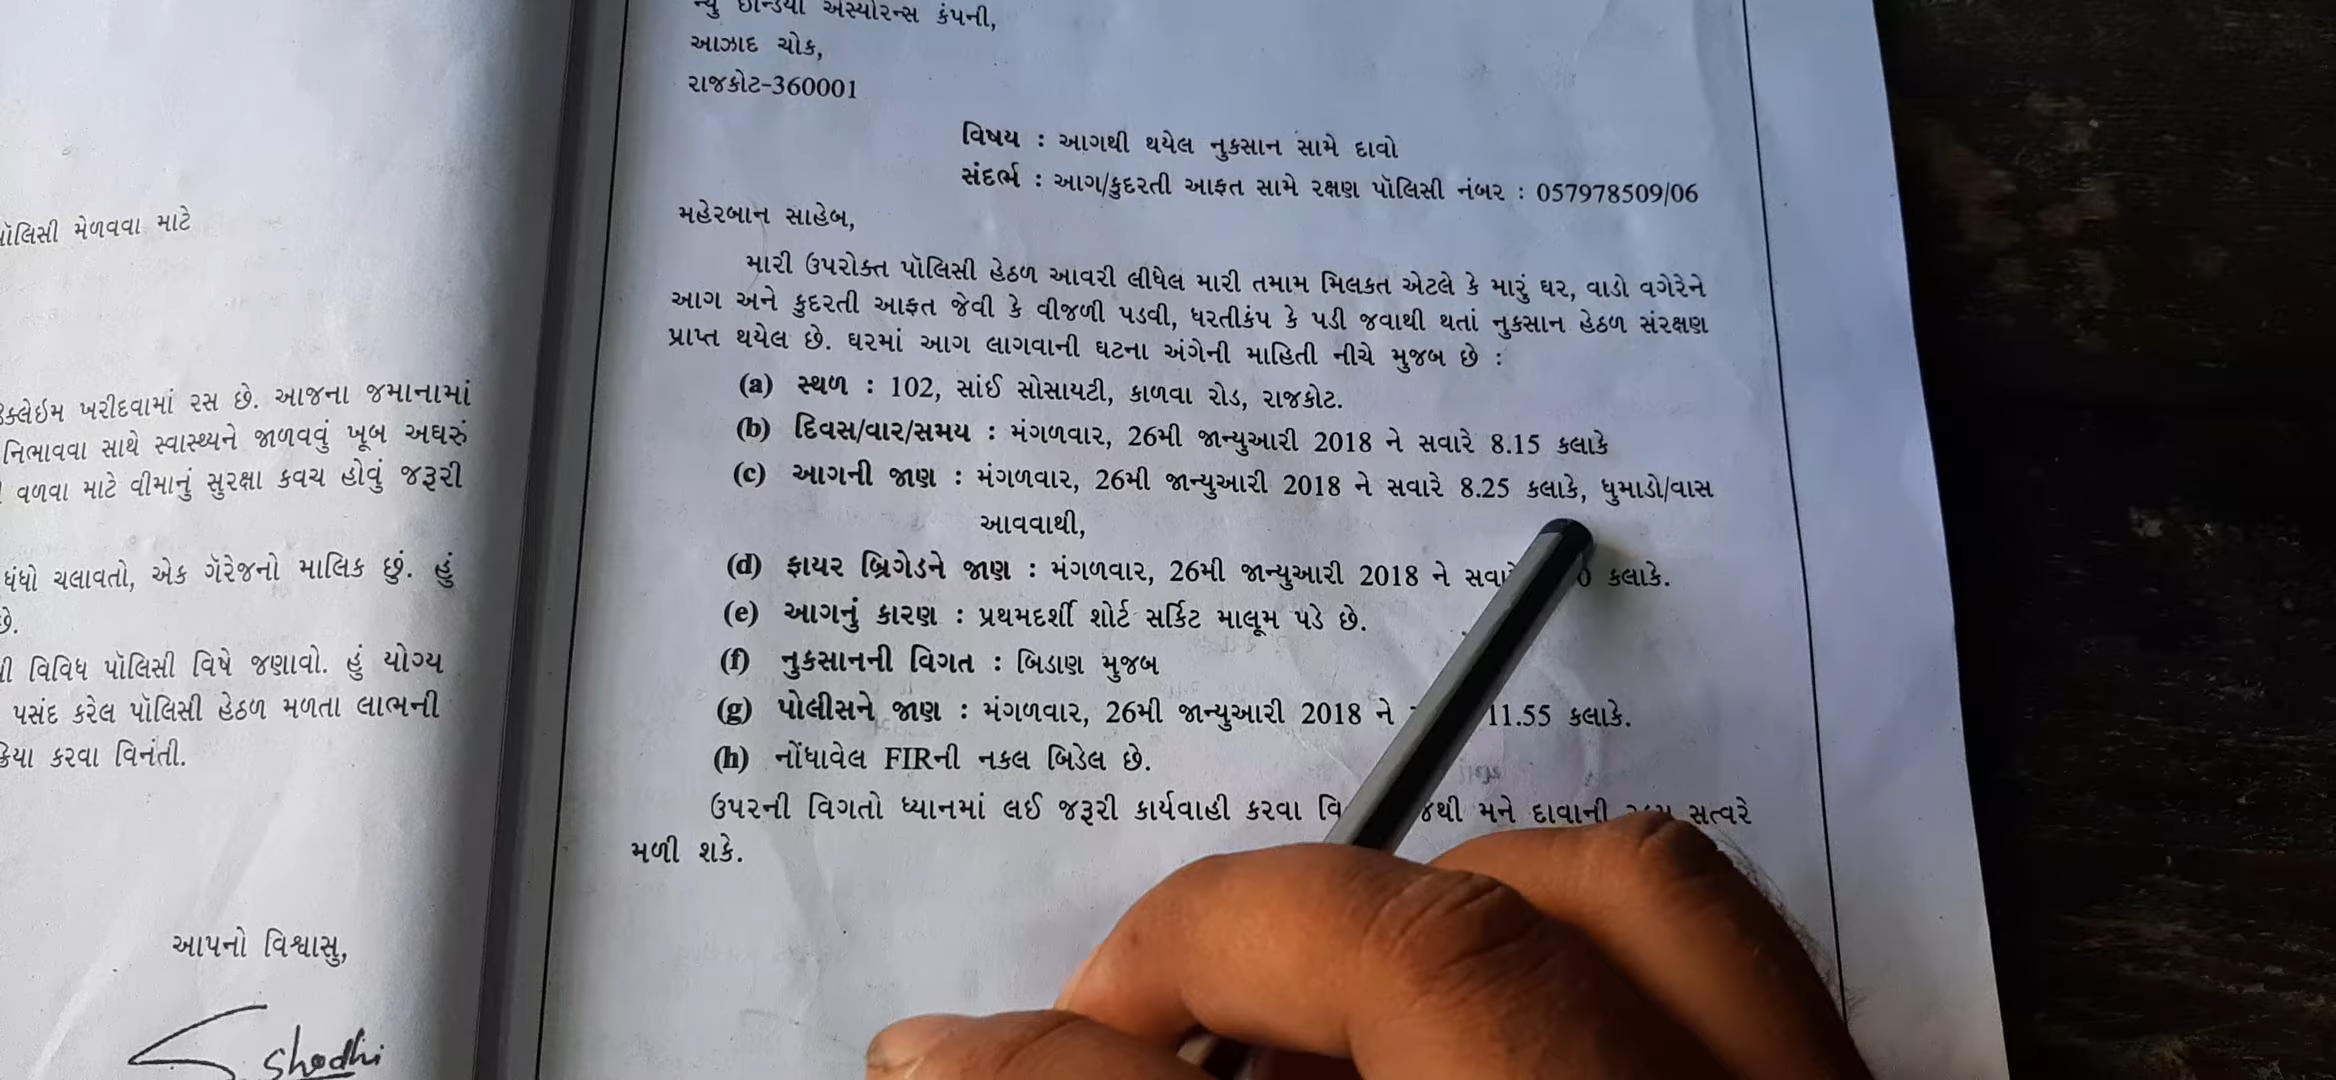 પૉલિસી મેળવવા માટે
ખરીદવામાં રસ છે. આજના જમાનામાં
નિભાવવા સાથે સ્વાસ્થ્યને જાળવવું ખૂબ અઘરું
વળવા માટે વીમાનું સુરક્ષા કવચ હોવું જરૂરી
ધંધો ચલાવતો, એક ગૅરેજનો માલિક છું. હું
છે.
વિવિધ પૉલિસી વિષે જણાવો. હું યોગ્ય
પસંદ કરેલ પૉલિસી હેઠળ મળતા લાભની
કરવા વિનંતી.
આપનો વિશ્વાસુ,
Sshodhi
ન્યુ ઇન્ડિયા એસ્યોરન્સ કંપની,
આઝાદ ચોક,
રાજકોટ-360001
વિષય : આગથી થયેલ નુકસાન સામે દાવો
સંદર્ભ : આગ/કુદરતી આફત સામે રક્ષણ પૉલિસી નંબર : 057978509/06
મહેરબાન સાહેબ,
મારી ઉપરોક્ત પૉલિસી હેઠળ આવરી લીધેલ મારી તમામ મિલકત એટલે કે મારું ઘર, વાડો વગેરેને
આગ અને કુદરતી આફત જેવી કે વીજળી પડવી, ધરતીકંપ કે પડી જવાથી થતાં નુકસાન હેઠળ સંરક્ષણ
પ્રાપ્ત થયેલ છે. ઘરમાં આગ લાગવાની ઘટના અંગેની માહિતી નીચે મુજબ છે :
(a) સ્થળ : 102, સાંઈ સોસાયટી, કાળવા રોડ, રાજકોટ.
(b) દિવસ/વાર/સમય : મંગળવાર, 26મી જાન્યુઆરી 2018 ને સવારે 8.15 કલાકે
(c) આગની જાણ : મંગળવાર, 26મી જાન્યુઆરી 2018 ને સવારે 8.25 કલાકે, ધુમાડો/વાસ
આવવાથી,
(d) ફાયર બ્રિગેડને જાણ : મંગળવાર, 26મી જાન્યુઆરી 2018 ને કલાકે.
(e) આગનું કારણ : પ્રથમદર્શી શોર્ટ સર્કિટ માલૂમ પડે છે.
(f) નુકસાનની વિગત : બિડાણ મુજબ
(g) પોલીસને જાણ : મંગળવાર, 26મી જાન્યુઆરી 2018 ને 11.55 કલાકે.
(h) નોંધાવેલ FIRની નકલ બિડેલ છે.
ઉપરની વિગતો ધ્યાનમાં લઈ જરૂરી કાર્યવાહી કરવા મને દાવાની સત્વરે
મળી શકે.